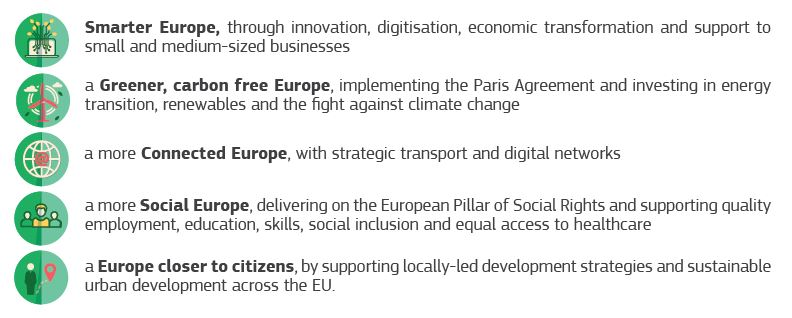 Smarter Europe, through innovation, digitisation, economic transformation and support to
small and medium-sized businesses
a Greener, carbon free Europe, implementing the Paris Agreement and investing in energy
transition, renewables and the fight against climate change
a more Connected Europe, with strategic transport and digital networks
a more Social Europe, delivering on the European Pillar of Social Rights and supporting quality
employment, education, skills, social inclusion and equal access to healthcare
a Europe closer to citizens, by supporting locally-led development strategies and sustainable
urban development across the EU.